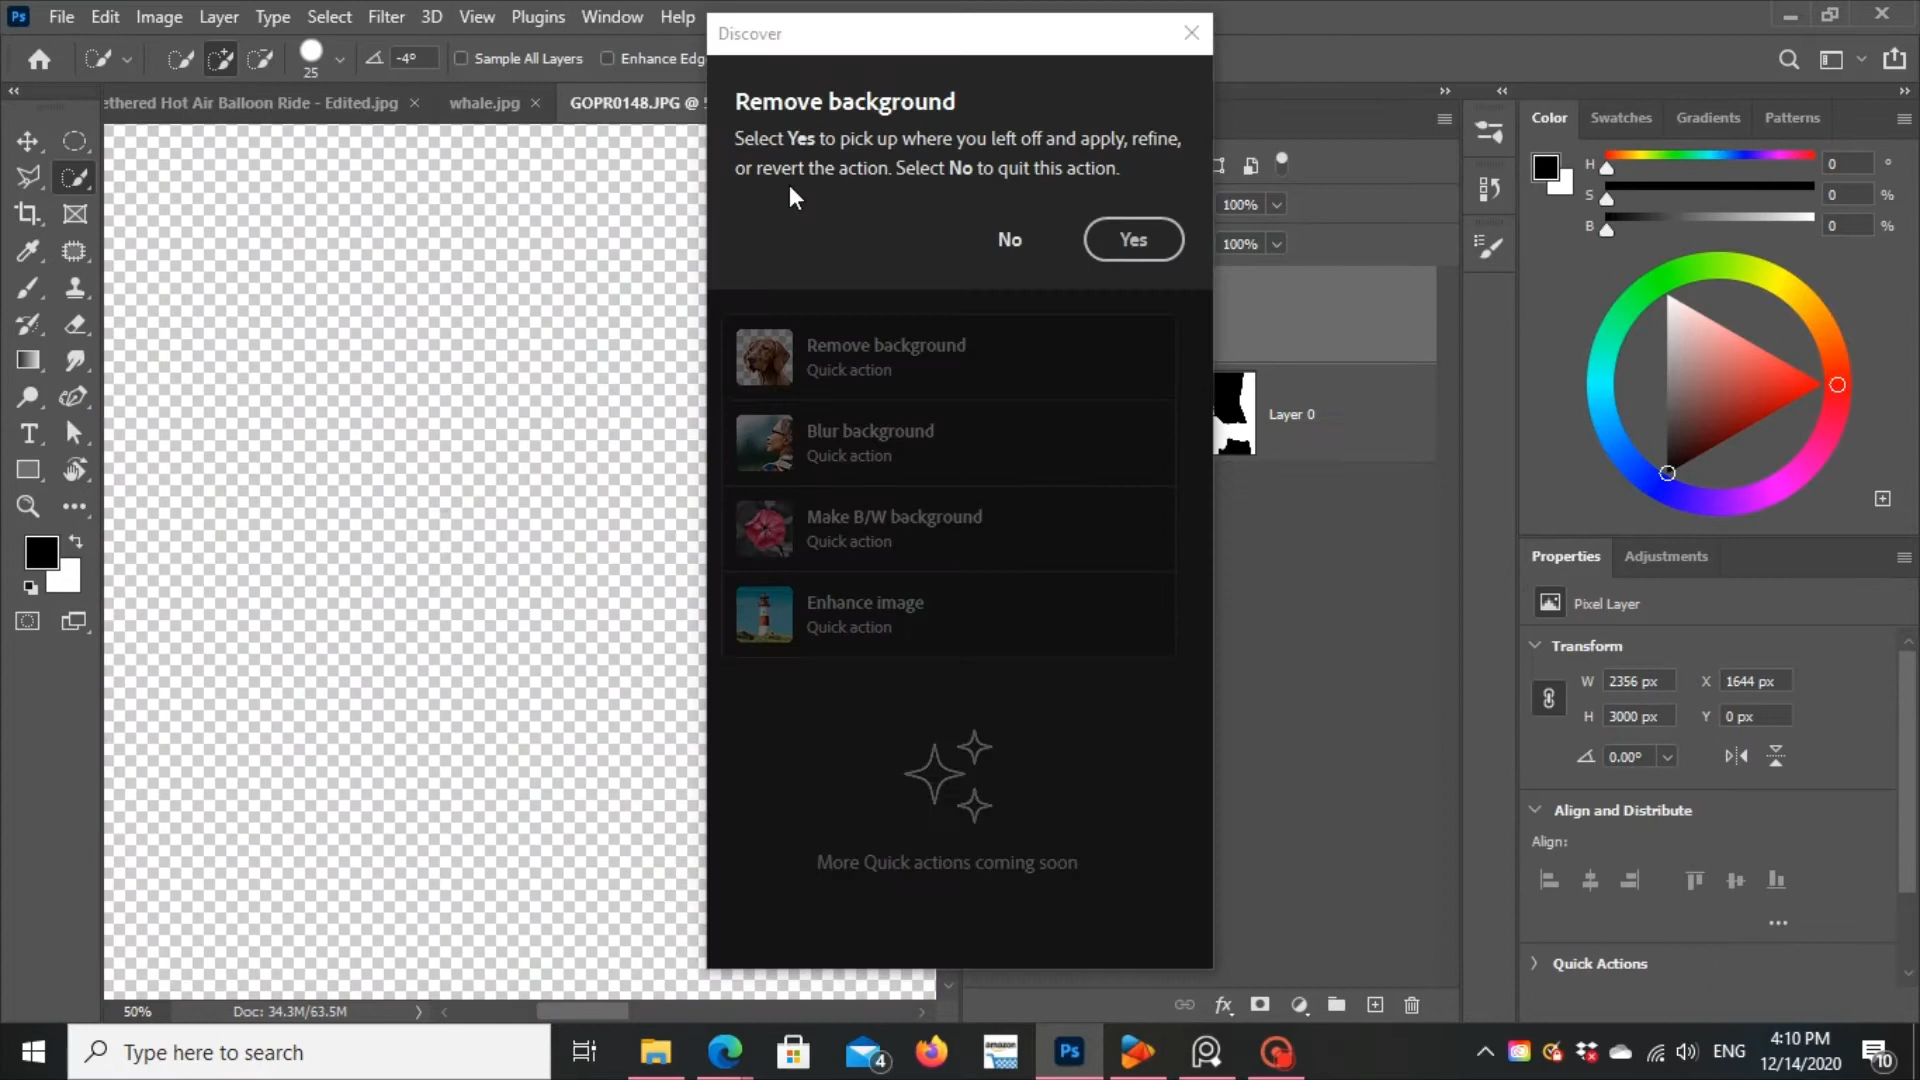 Ps File Edit Image Layer Type Select Filter 3D View Plugins Window Help
Discover
25
-4°
Sample All Layers
Enhance Edg
ethered Hot Air Balloon Ride - Edited.jpg
whale.jpg
GOPR0148.JPG @
Remove background
Select Yes to pick up where you left off and apply, refine,
or revert the action. Select No to quit this action.
No
Yes
Remove background
Quick action
Blur background
Quick action
Make B/W background
Quick action
Enhance image
Quick action
More Quick actions coming soon
100%
100%
Layer 0
Color Swatches Gradients Patterns
H 0 °
S 0 %
B 0 %
Properties Adjustments
Pixel Layer
Transform
W 2356 px X 1644 px
H 3000 px Y 0 px
0.00°
Align and Distribute
Align:
Quick Actions
50%
Doc: 34.3M/63.5M
fx
Type here to search
4
amazon
Ps
ENG
4:10 PM
12/14/2020
10